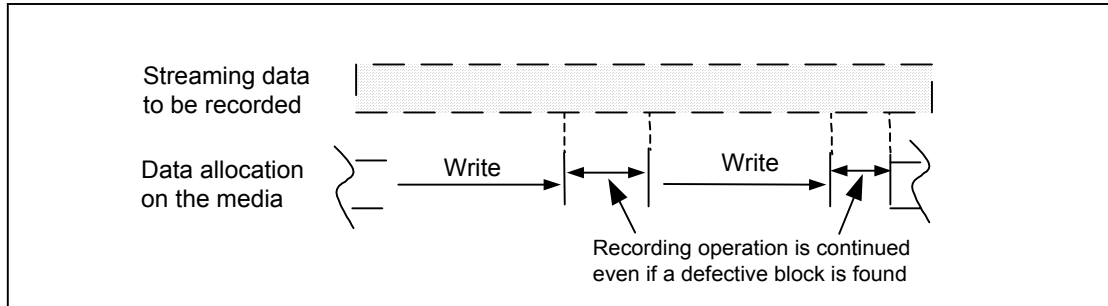 Streaming data
to be recorded
Data allocation
on the media
Write
Write
Recording operation is continued
even if a defective block is found